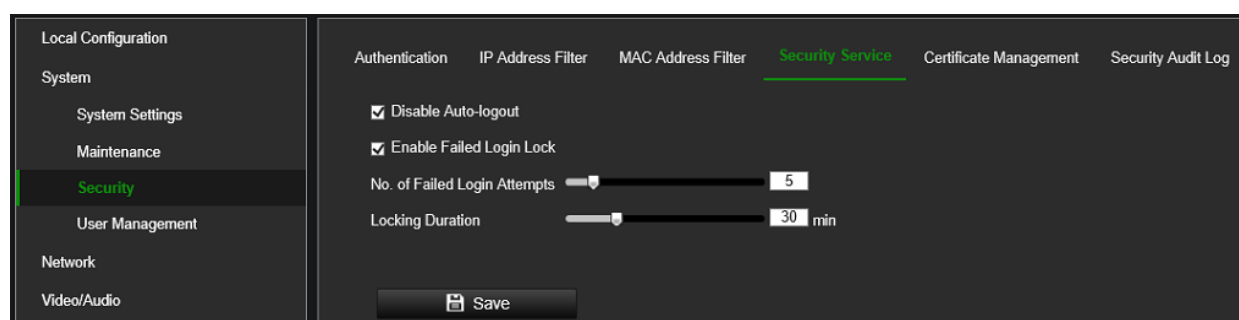 Local Configuration
System
System Settings
Maintenance
Security
User Management
Network
Video/Audio
Authentication IP Address Filter MAC Address Filter Security Service Certificate Management Security Audit Log
Disable Auto-logout
Enable Failed Login Lock
No. of Failed Login Attempts 5
Locking Duration 30 min
Save